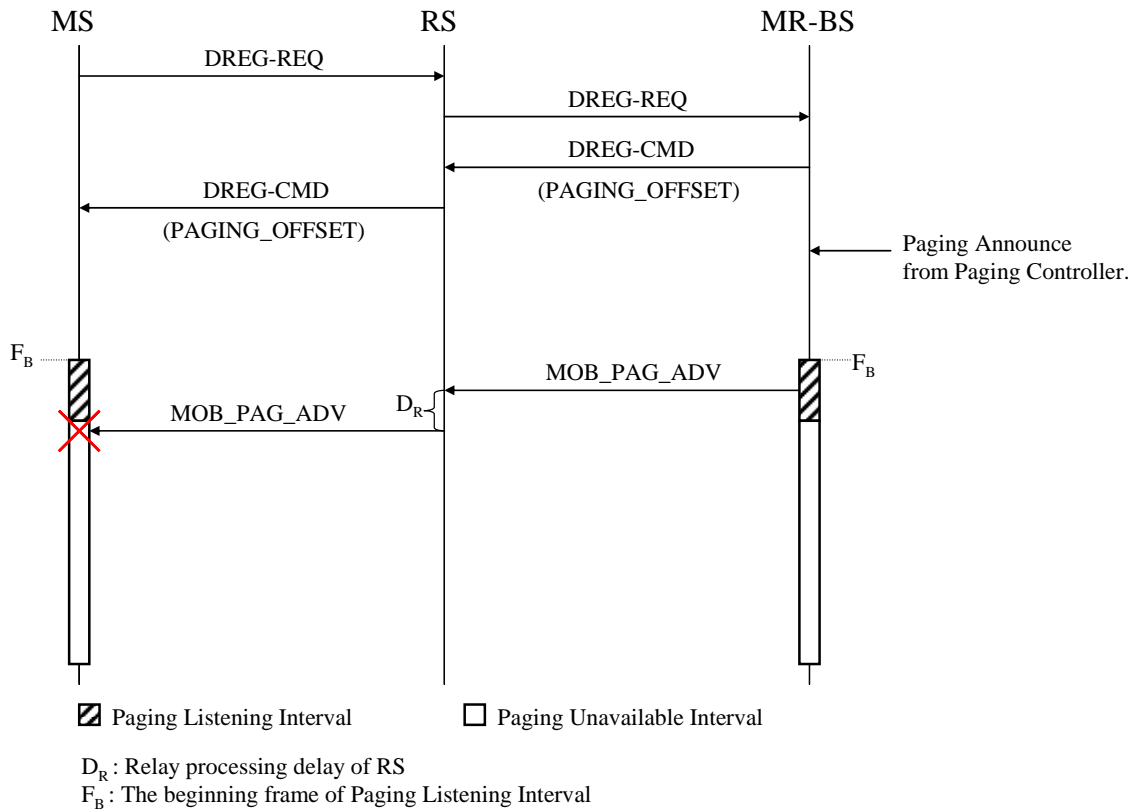 MS RS MR-BS
DREG-REQ
DREG-REQ
DREG-CMD
(PAGING_OFFSET)
DREG-CMD
(PAGING_OFFSET)
Paging Announce
from Paging Controller.
F_B F_B
MOB_PAG_ADV
D_R
MOB_PAG_ADV
Paging Listening Interval Paging Unavailable Interval
D_R : Relay processing delay of RS
F_B : The beginning frame of Paging Listening Interval